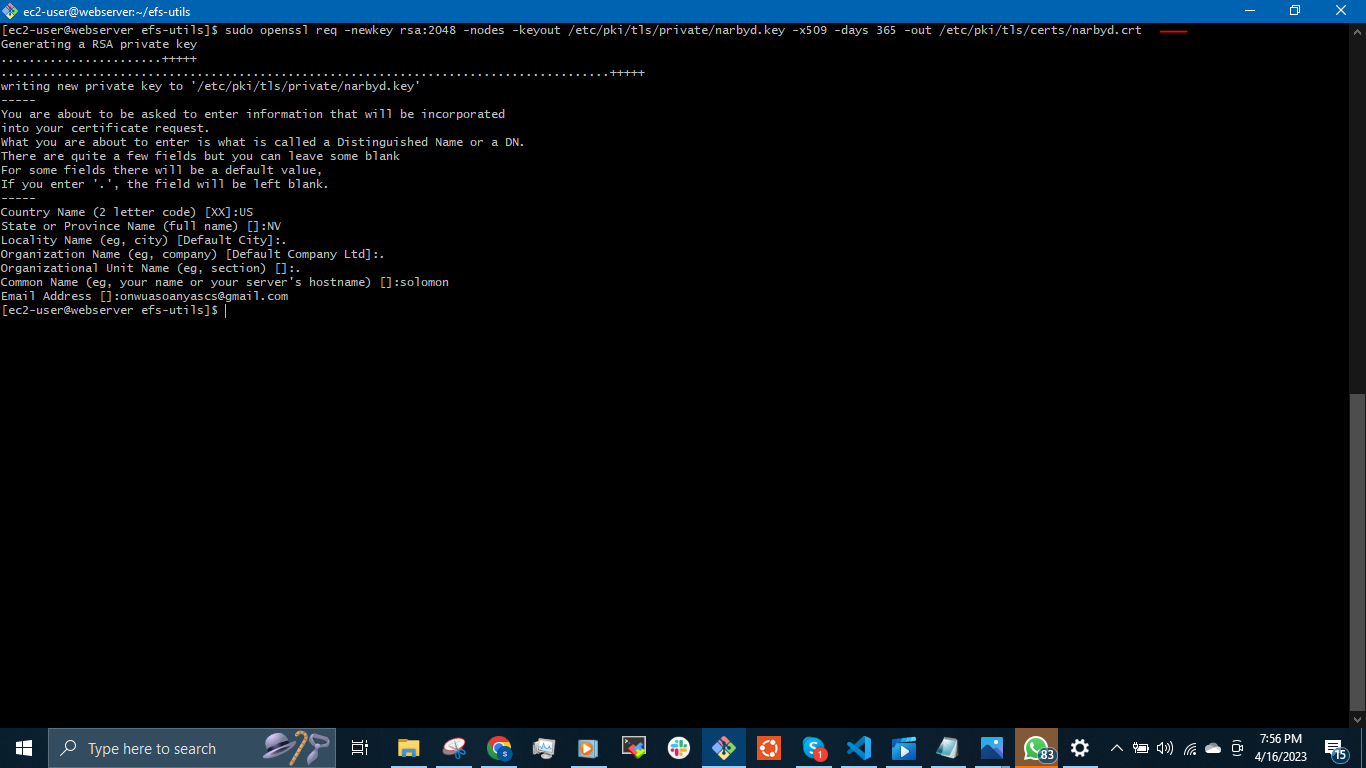 ec2-user@webserver:~/efs-utils
[ec2-user@webserver efs-utils]$ sudo openssl req -newkey rsa:2048 -nodes -keyout /etc/pki/tls/private/narbyd.key -x509 -days 365 -out /etc/pki/tls/certs/narbyd.crt
Generating a RSA private key
.......................+++++
.......................................................................................+++++
writing new private key to '/etc/pki/tls/private/narbyd.key'
-----
You are about to be asked to enter information that will be incorporated
into your certificate request.
What you are about to enter is what is called a Distinguished Name or a DN.
There are quite a few fields but you can leave some blank
For some fields there will be a default value,
If you enter '.', the field will be left blank.
-----
Country Name (2 letter code) [XX]:US
State or Province Name (full name) []:NV
Locality Name (eg, city) [Default City]:.
Organization Name (eg, company) [Default Company Ltd]:.
Organizational Unit Name (eg, section) []:.
Common Name (eg, your name or your server's hostname) []:solomon
Email Address []:onwuasoanyascs@gmail.com
[ec2-user@webserver efs-utils]$
Type here to search
S
1
83
7:56 PM
4/16/2023
15